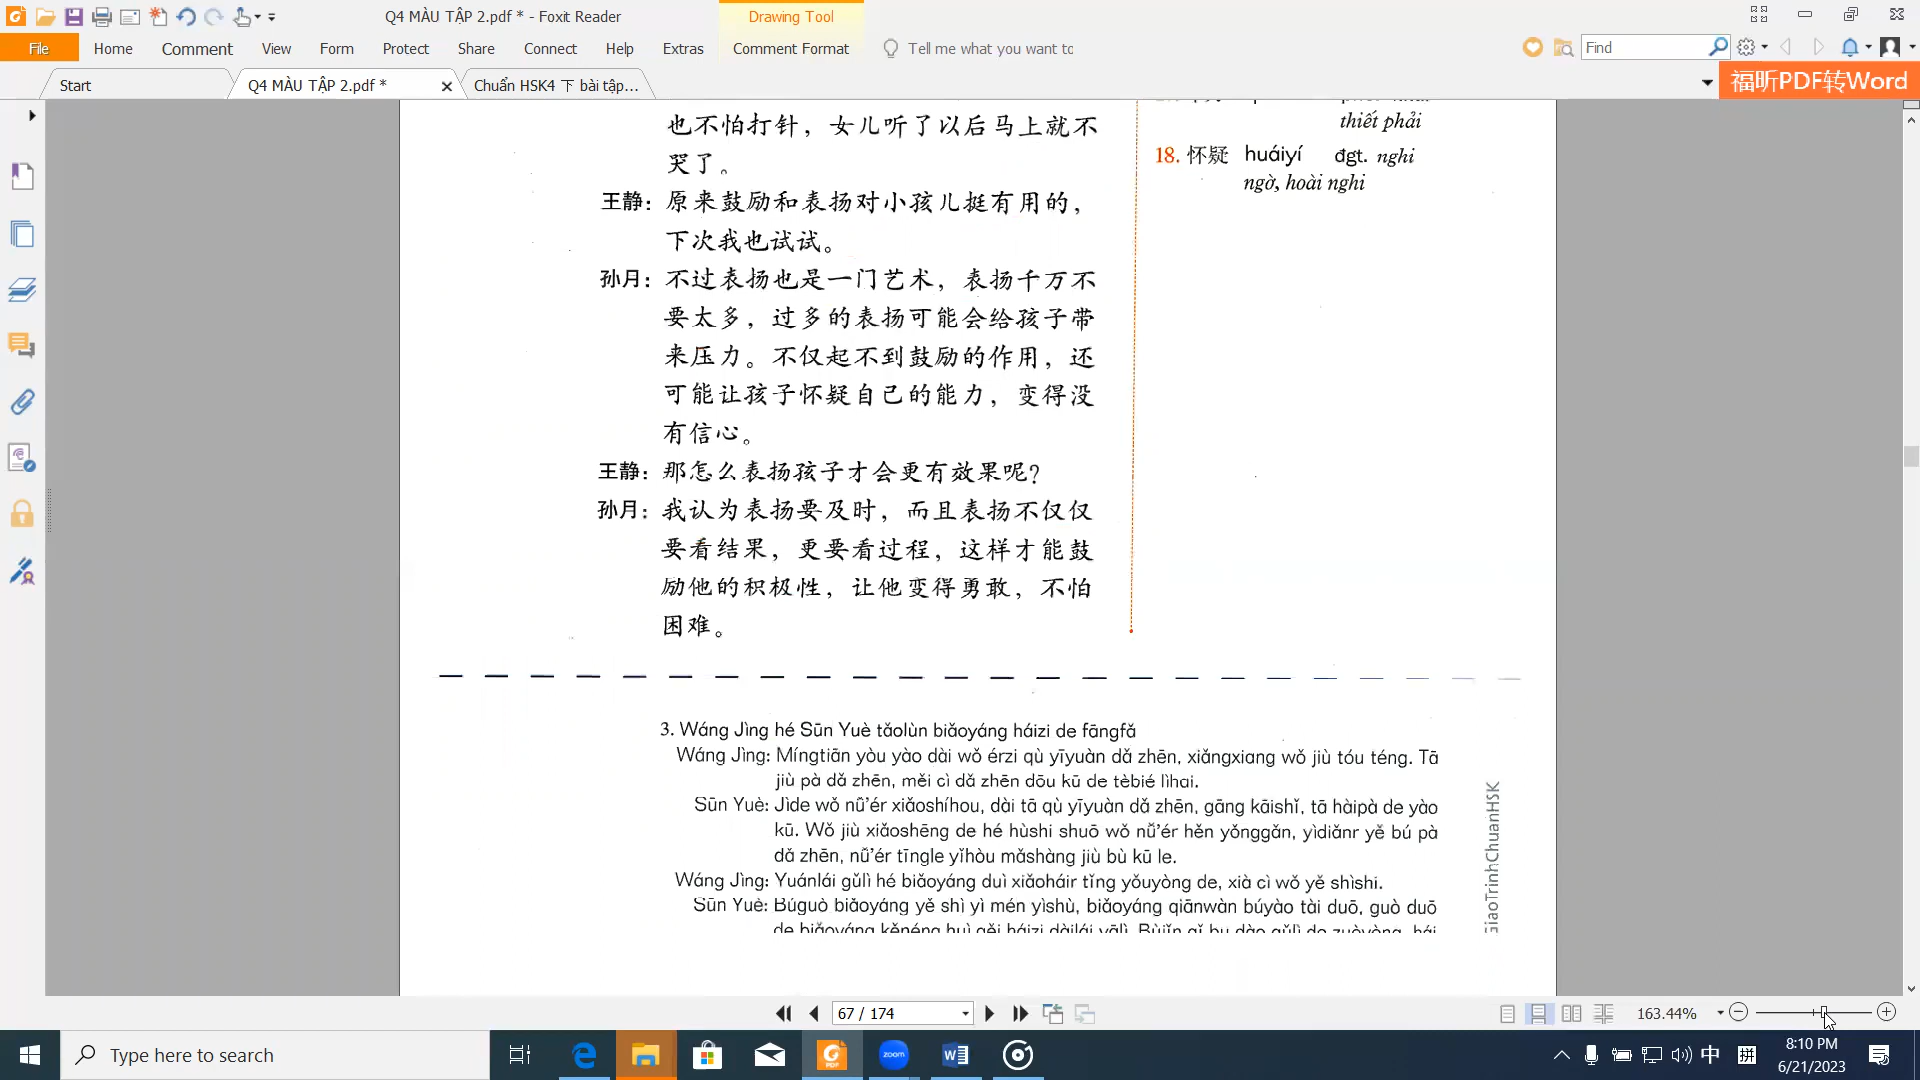 Q4 MÀU TẬP 2.pdf * - Foxit Reader
Drawing Tool
File
Home
Comment
View
Form
Protect
Share
Connect
Help
Extras
Comment Format
Tell me what you want to
Find
Start
Q4 MÀU TẬP 2.pdf *
Chuẩn HSK4 下 bài tập...
福昕PDF转Word
thiết phải
也不怕打针，女儿听了以后马上就不
哭了。
18. 怀疑 huáiyí đgt. nghi
ngờ, hoài nghi
王静：原来鼓励和表扬对小孩儿挺有用的，
下次我也试试。
孙月：不过表扬也是一门艺术，表扬千万不
要太多，过多的表扬可能会给孩子带
来压力。不仅起不到鼓励的作用，还
可能让孩子怀疑自己的能力，变得没
有信心。
王静：那怎么表扬孩子才会更有效果呢？
孙月：我认为表扬要及时，而且表扬不仅仅
要看结果，更要看过程，这样才能鼓
励他的积极性，让他变得勇敢，不怕
困难。
3. Wáng Jìng hé Sūn Yuè tǎolùn biǎoyáng háizi de fāngfǎ
Wáng Jìng: Míngtiān yòu yào dài wǒ érzi qù yīyuàn dǎ zhēn, xiǎngxiang wǒ jiù tóu téng. Tā
jiù pà dǎ zhēn, měi cì dǎ zhēn dōu kū de tèbié lìhai.
Sūn Yuè: Jìde wǒ nǚ'ér xiǎoshíhou, dài tā qù yīyuàn dǎ zhēn, gāng kāishǐ, tā hàipà de yào
kū. Wǒ jiù xiǎoshēng de hé hùshi shuō wǒ nǚ'ér hěn yǒnggǎn, yìdiǎnr yě bú pà
dǎ zhēn, nǚ'ér tīngle yǐhòu mǎshàng jiù bù kū le.
Wáng Jìng: Yuánlái gǔlì hé biǎoyáng duì xiǎoháir tǐng yǒuyòng de, xià cì wǒ yě shìshi.
Sūn Yuè: Búguò biǎoyáng yě shì yì mén yìshù, biǎoyáng qiānwàn búyào tài duō, guò duō
de biǎoyáng kěnéng huì gěi háizi dàilái yālì. Bùjǐn qǐ bu dào gǔlì de zuòyòng, hái
iaoTrinhChuanHSK
67 / 174
163.44%
Type here to search
zoom
中
拼
8:10 PM
6/21/2023